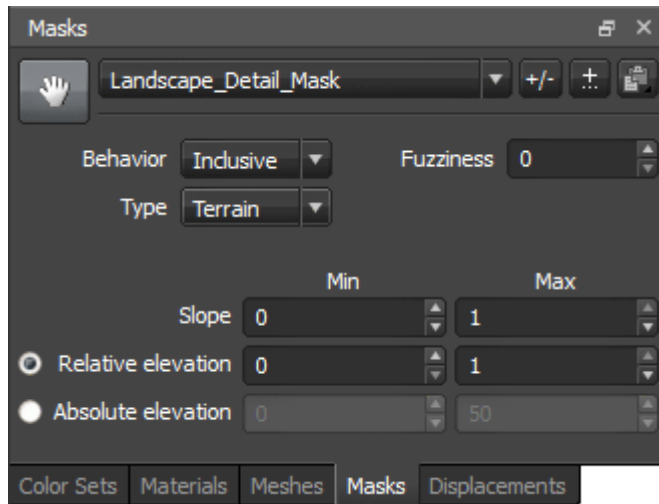 Masks
Landscape_Detail_Mask +/- ±
Behavior Inclusive Fuzziness 0
Type Terrain
Min Max
Slope 0 1
Relative elevation 0 1
Absolute elevation 0 50
Color Sets Materials Meshes Masks Displacements